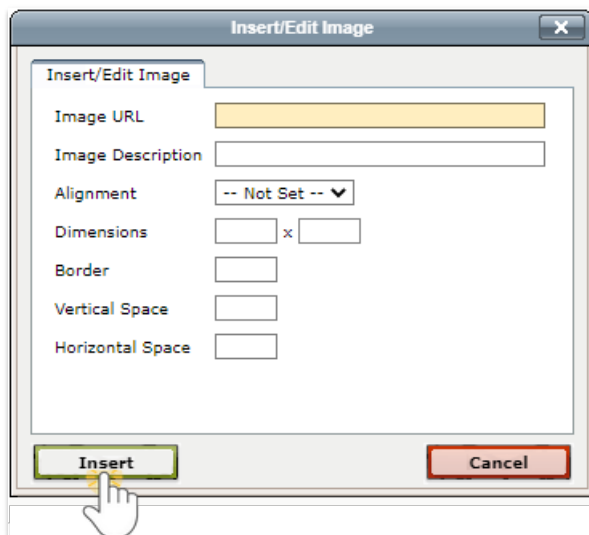 Insert/Edit Image
Insert/Edit Image
Image URL
Image Description
Alignment -- Not Set --
Dimensions x
Border
Vertical Space
Horizontal Space
Insert Cancel